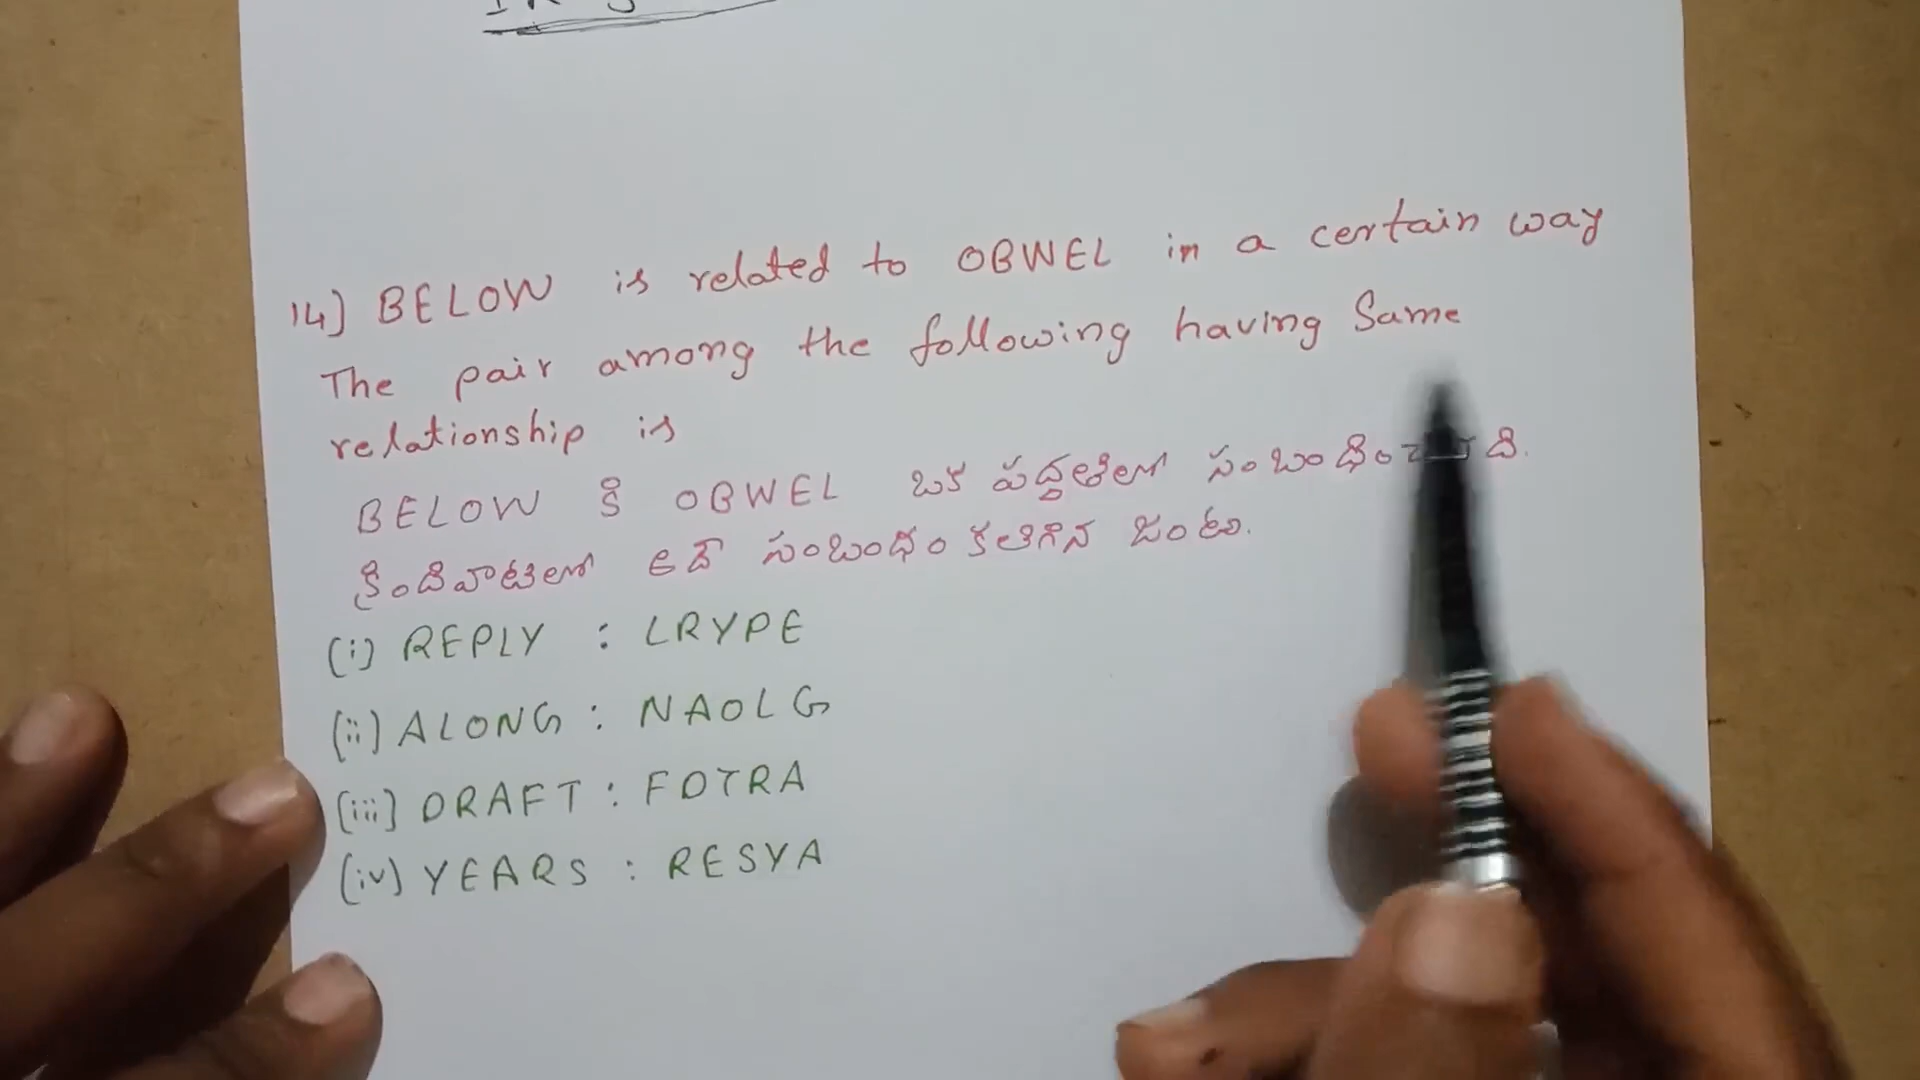 14) BELOW is related to OBWEL in a certain way
The pair among the following having Same
relationship is
BELOW కి OBWEL ఒక పద్ధతిలో
క్రిందివాటిలో అదే సంబంధం కలిగిన జంట.
(i) REPLY : LRYPE
(ii) ALONG : NAOLG
(iii) DRAFT : FDTRA
(iv) YEARS : RESYA